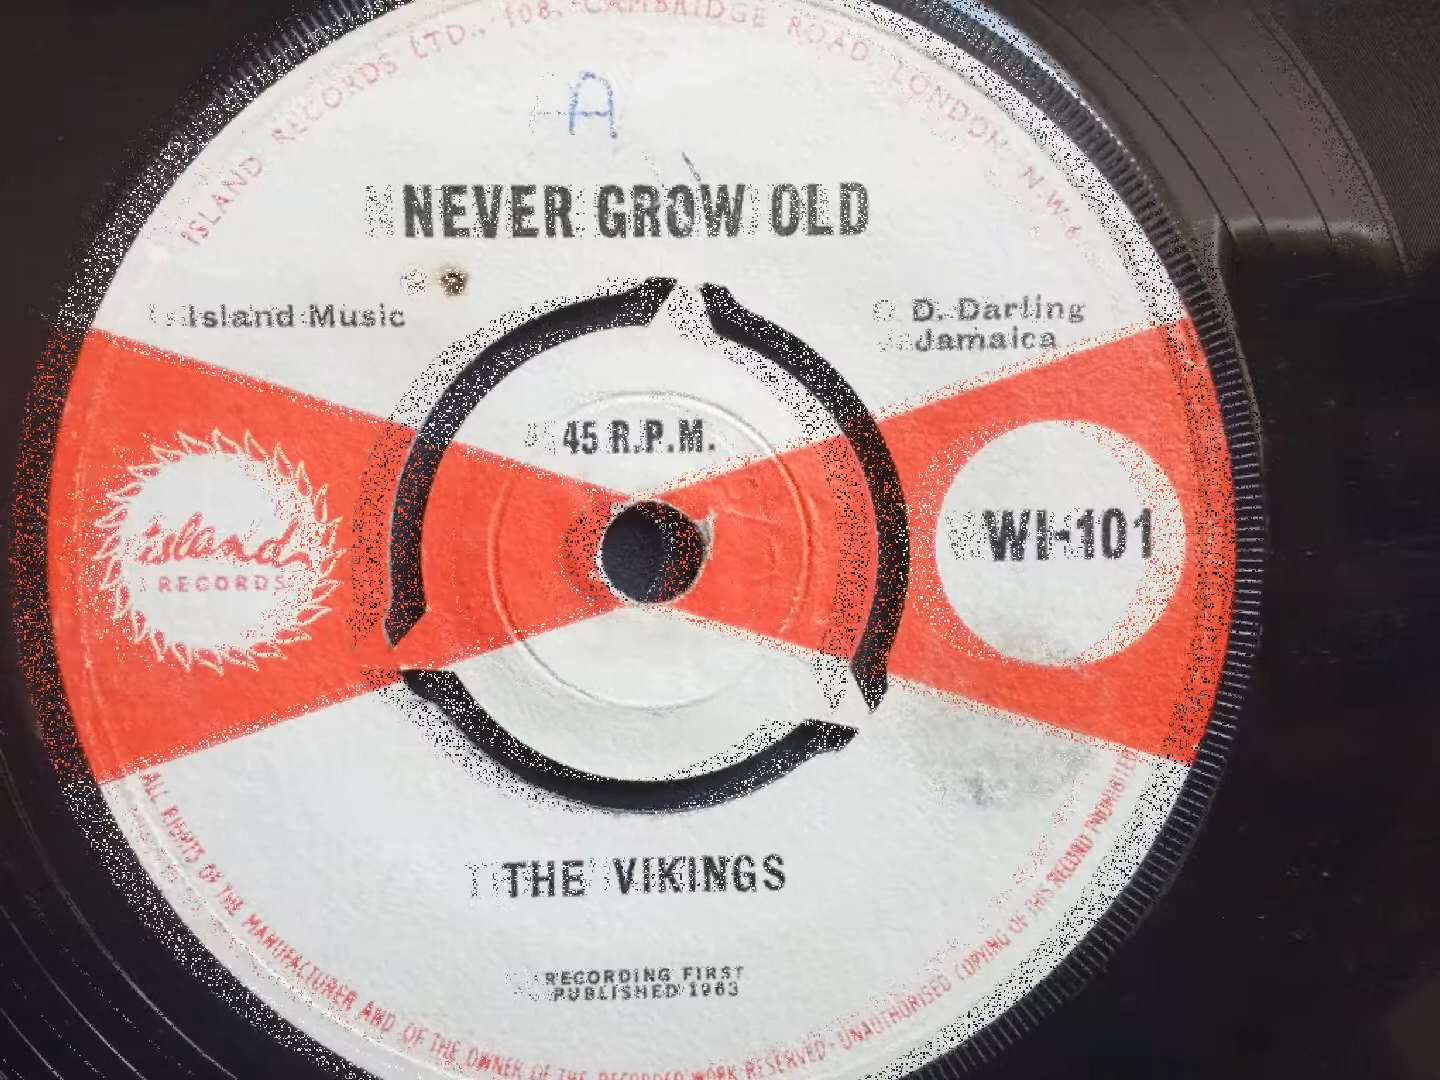 ISLAND RECORDS LTD., 108, CAMBRIDGE ROAD, LONDON, N.W.6
A
NEVER GROW OLD
Island Music
D. Darling
Jamaica
45 R.P.M.
island
RECORDS
WI-101
THE VIKINGS
RECORDING FIRST
PUBLISHED 1963
ALL RIGHTS OF THE MANUFACTURER AND OF THE OWNER OF THE RECORDED WORK RESERVED - UNAUTHORISED COPYING OF THIS RECORD PROHIBITED